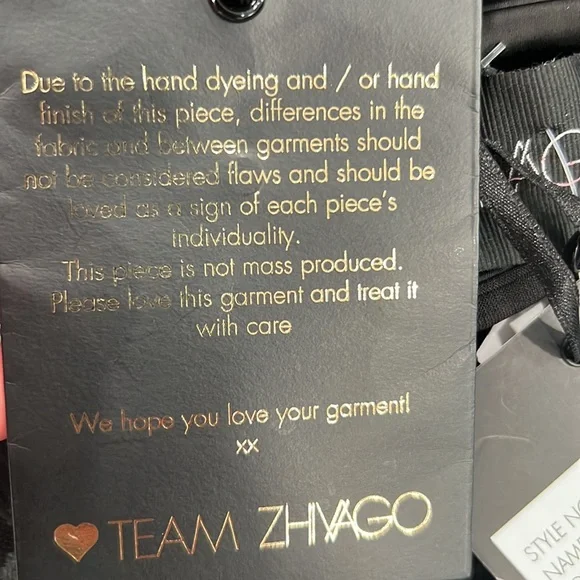 Due to the hand dyeing and / or hand
finish of this piece, differences in the
fabric and between garments should
not be considered flaws and should be
loved as a sign of each piece's
individuality.
This piece is not mass produced.
Please love this garment and treat it
with care
We hope you love your garment!
xx
TEAM ZHIVAGO
STYLE N
NAME